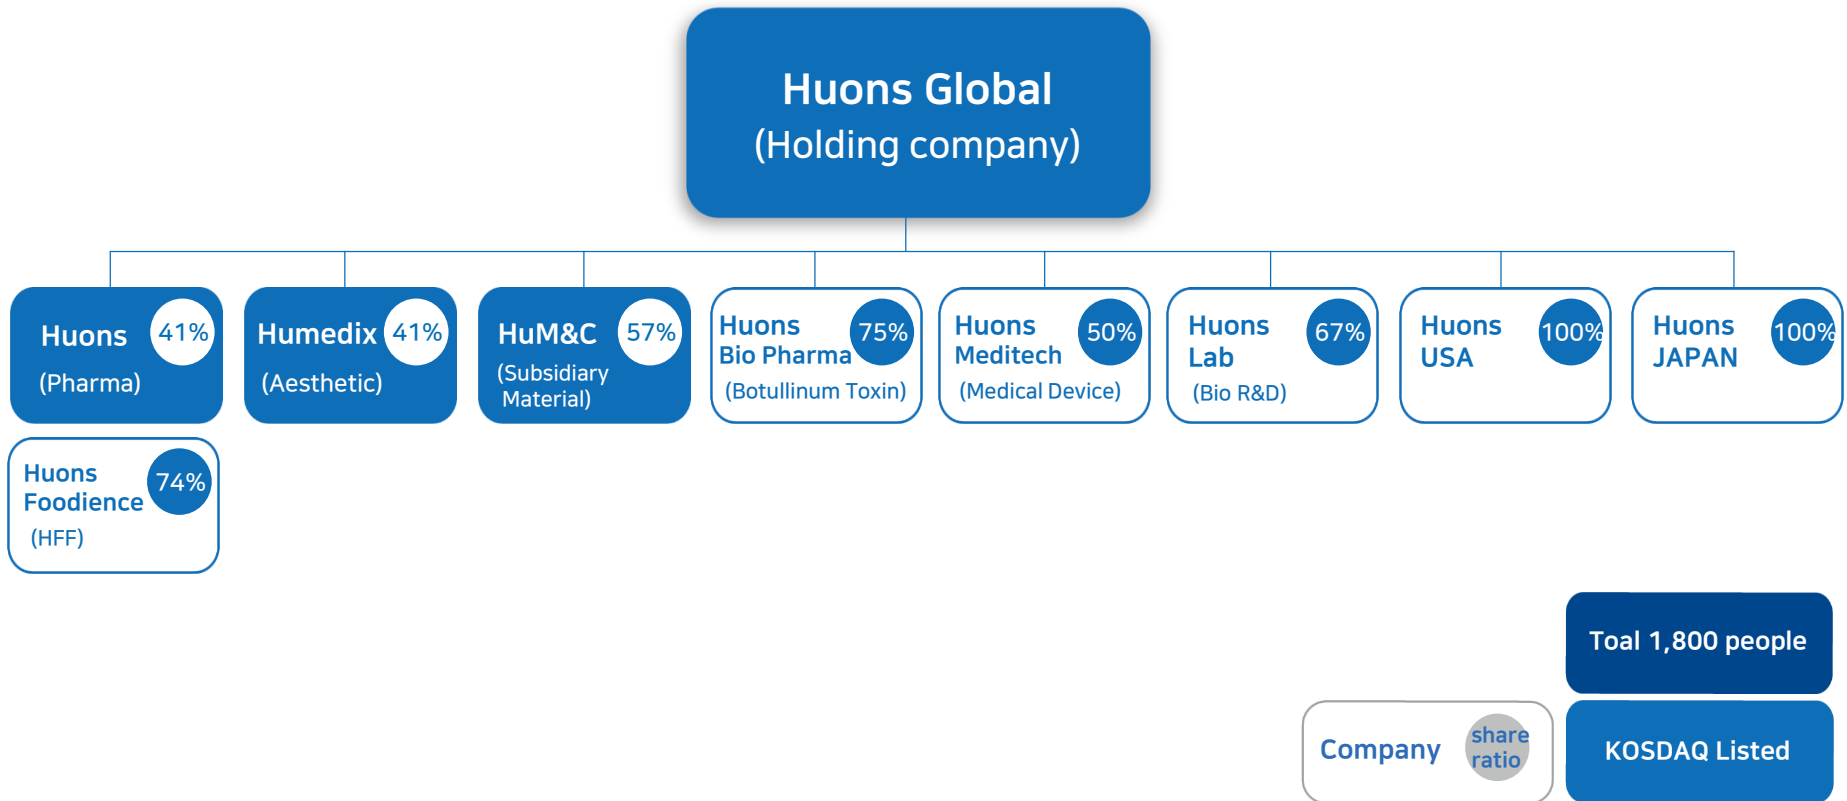 Huons Global
(Holding company)
Huons
41%
(Pharma)
Humedix
41%
(Aesthetic)
HuM&C
57%
(Subsidiary
Material)
Huons
Bio Pharma
75%
(Botullinum Toxin)
Huons
Meditech
50%
(Medical Device)
Huons
Lab
67%
(Bio R&D)
Huons
USA
100%
Huons
JAPAN
100%
Huons
Foodience
74%
(HFF)
Toal 1,800 people
Company
share
ratio
KOSDAQ Listed